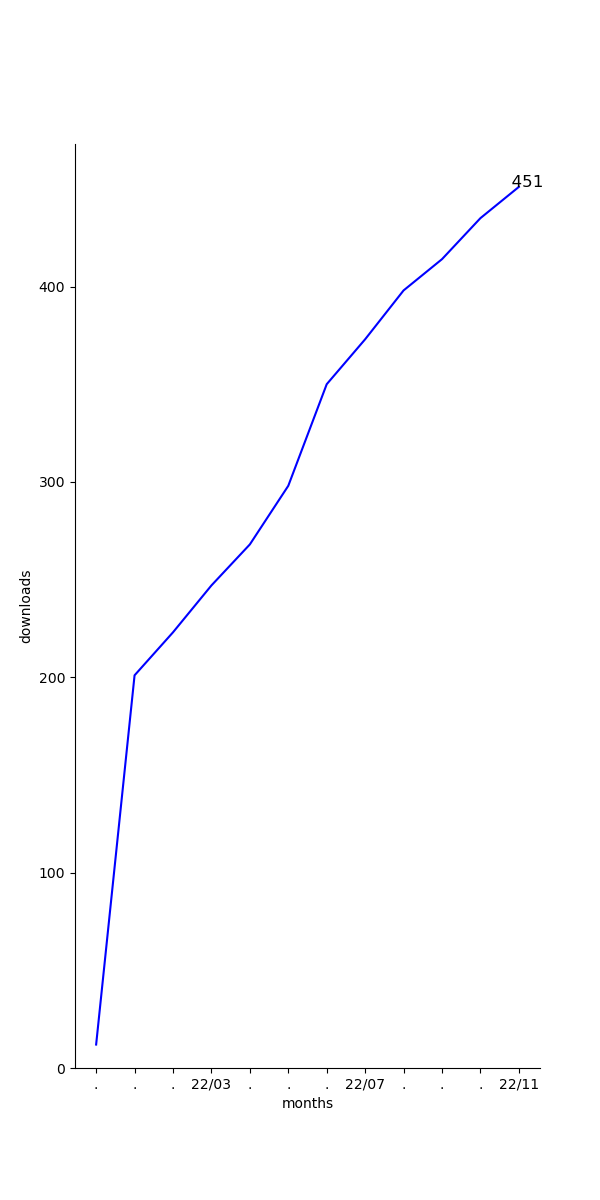 451
400
300
200
100
0
downloads
. . . 22/03 . . . 22/07 . . . 22/11
months